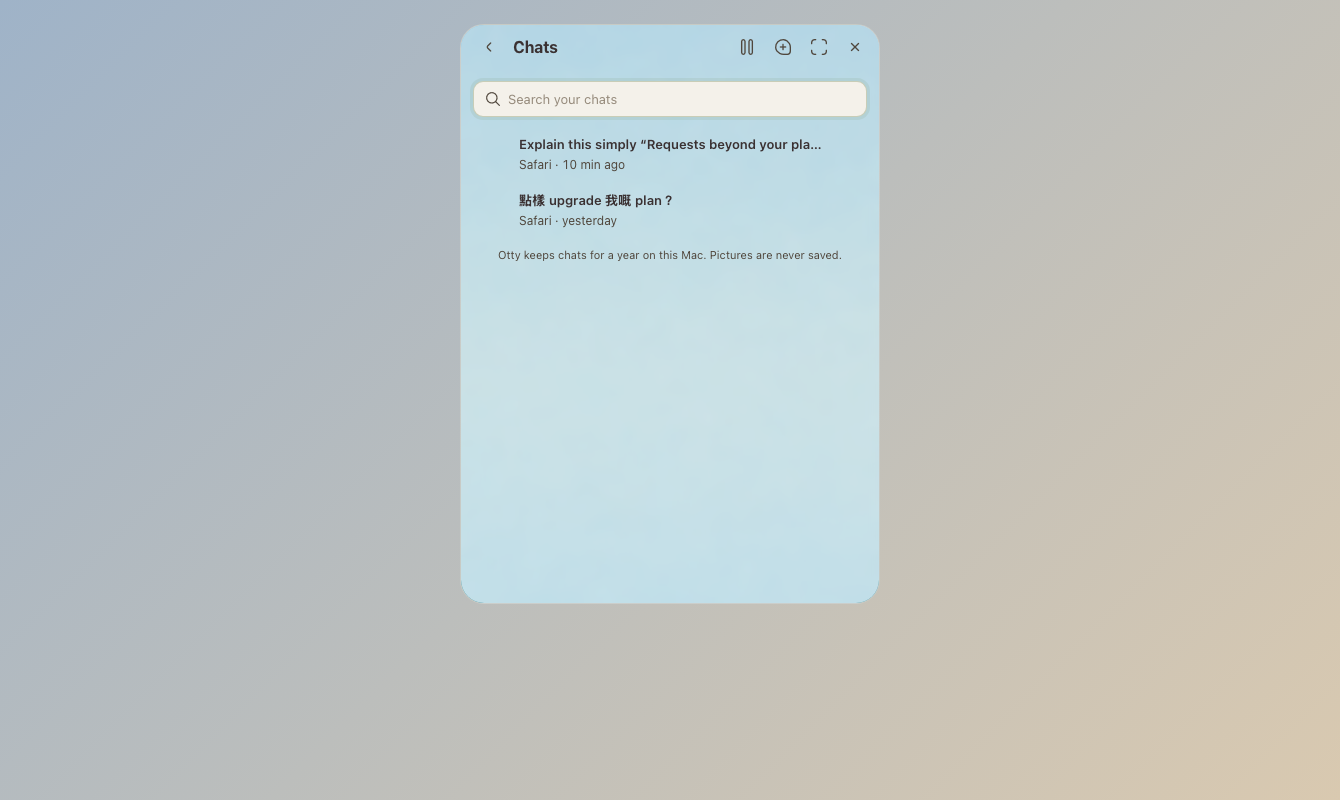 Chats
Search your chats
Explain this simply “Requests beyond your pla...
Safari · 10 min ago
點樣 upgrade 我嘅 plan ?
Safari · yesterday
Otty keeps chats for a year on this Mac. Pictures are never saved.